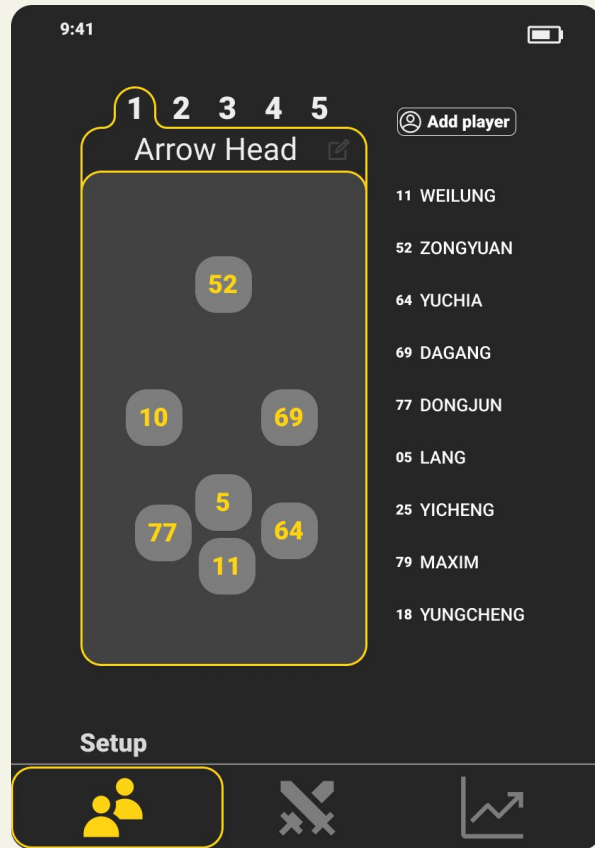 9:41
1 2 3 4 5
Arrow Head
Add player
11 WEILUNG
52 ZONGYUAN
64 YUCHIA
69 DAGANG
77 DONGJUN
05 LANG
25 YICHENG
79 MAXIM
18 YUNGCHENG
52
10 69
5
77 64
11
Setup